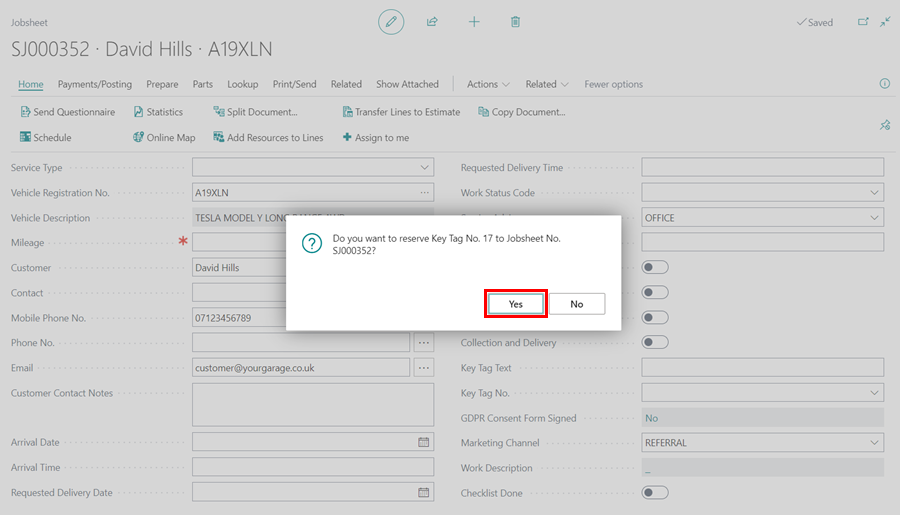 Jobsheet
Saved
SJ000352 · David Hills · A19XLN
Home Payments/Posting Prepare Parts Lookup Print/Send Related Show Attached Actions Related Fewer options
Send Questionnaire Statistics Split Document... Transfer Lines to Estimate Copy Document...
Schedule Online Map Add Resources to Lines Assign to me
Service Type
Requested Delivery Time
Vehicle Registration No. A19XLN
Work Status Code
Vehicle Description TESLA MODEL Y
OFFICE
Mileage
Do you want to reserve Key Tag No. 17 to Jobsheet No.
SJ000352?
Yes No
Customer David Hills
Contact
Mobile Phone No. 07123456789
Phone No.
Collection and Delivery
Email customer@yourgarage.co.uk
Key Tag Text
Customer Contact Notes
Key Tag No.
GDPR Consent Form Signed No
Arrival Date
Marketing Channel REFERRAL
Arrival Time
Work Description _
Requested Delivery Date
Checklist Done